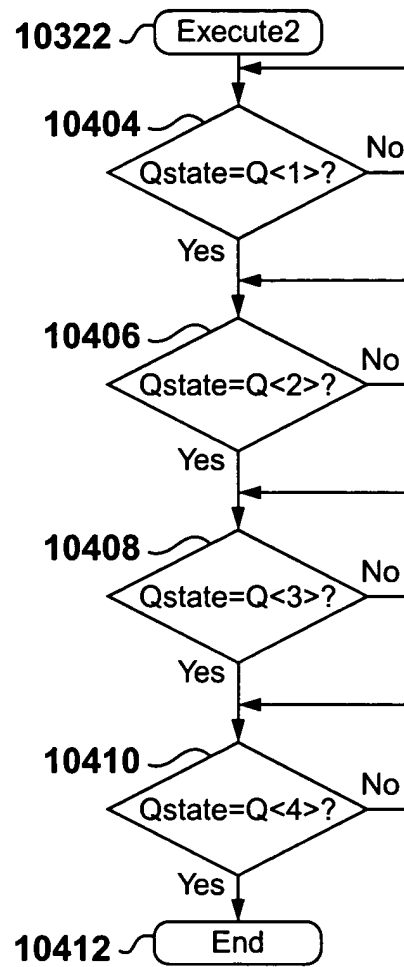 10322 Execute2
10404
Qstate=Q<1>? No
Yes
10406
Qstate=Q<2>? No
Yes
10408
Qstate=Q<3>? No
Yes
10410
Qstate=Q<4>? No
Yes
10412 End